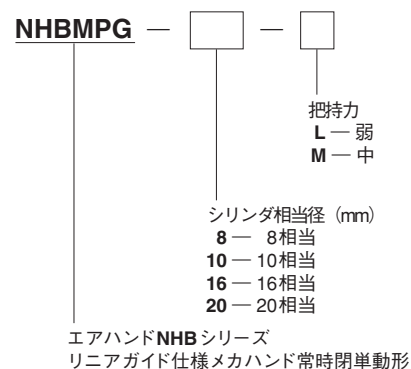 NHBMPG —  —
把持力
L — 弱
M — 中
シリンダ相当径（mm）
8 — 8相当
10 — 10相当
16 — 16相当
20 — 20相当
エアハンドNHBシリーズ
リニアガイド仕様メカハンド常時閉単動形